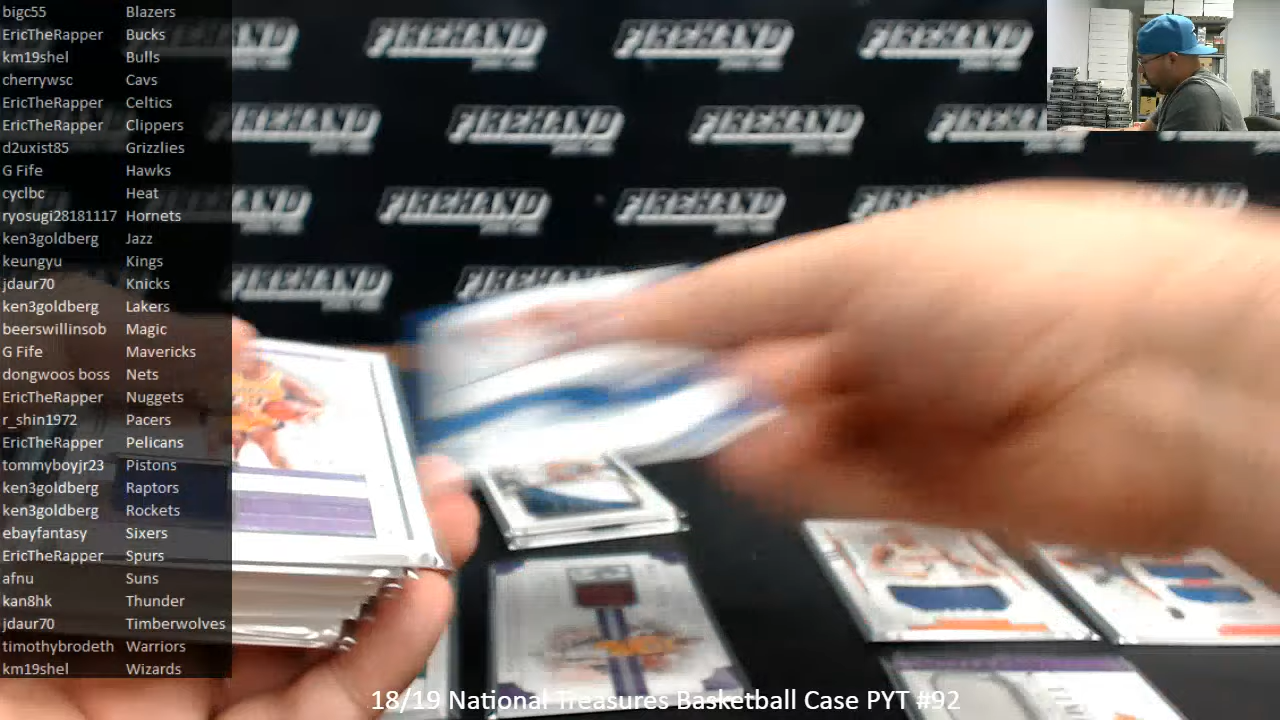 bigc55 Blazers
EricTheRapper Bucks
km19shel Bulls
cherrywsc Cavs
EricTheRapper Celtics
EricTheRapper Clippers
d2uxist85 Grizzlies
G Fife Hawks
cyclbc Heat
ryosugi28181117 Hornets
ken3goldberg Jazz
keungyu Kings
jdaur70 Knicks
ken3goldberg Lakers
beerswillinsob Magic
G Fife Mavericks
dongwoos boss Nets
EricTheRapper Nuggets
r_shin1972 Pacers
EricTheRapper Pelicans
tommyboyjr23 Pistons
ken3goldberg Raptors
ken3goldberg Rockets
ebayfantasy Sixers
EricTheRapper Spurs
afnu Suns
kan8hk Thunder
jdaur70 Timberwolves
timothybrodeth Warriors
km19shel Wizards
FIREHAND FIREHAND FIREHAND FIREHAND
FIREHAND FIREHAND FIREHAND FIREHAND
FIREHAND FIREHAND FIREHAND FIREHAND
FIREHAND FIREHAND
18/19 National Treasures Basketball Case PYT #92